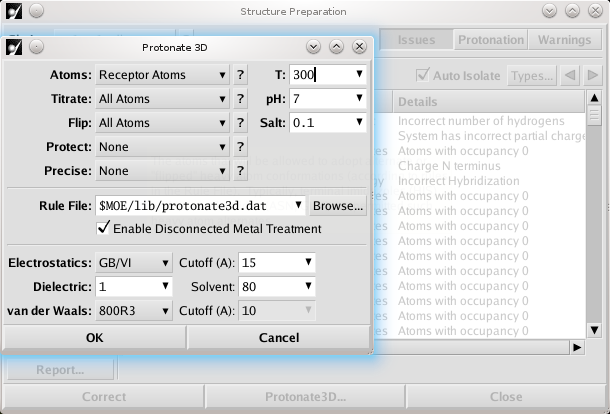 Structure Preparation
Issues Protonation Warnings
Auto Isolate Types...
Details
Incorrect number of hydrogens
System has incorrect partial charge
Atoms with occupancy 0
Charge N terminus
Incorrect Hybridization
Atoms with occupancy 0
Atoms with occupancy 0
Atoms with occupancy 0
Atoms with occupancy 0
Atoms with occupancy 0
Atoms with occupancy 0
Atoms with occupancy 0
Atoms with occupancy 0
Atoms with occupancy 0
Atoms with occupancy 0
Protonate 3D
Atoms: Receptor Atoms ? T: 300
Titrate: All Atoms ? pH: 7
Flip: All Atoms ? Salt: 0.1
Protect: None ?
Precise: None ?
Rule File: $MOE/lib/protonate3d.dat Browse...
Enable Disconnected Metal Treatment
Electrostatics: GB/VI Cutoff (A): 15
Dielectric: 1 Solvent: 80
van der Waals: 800R3 Cutoff (A): 10
OK Cancel
Report...
Correct Protonate3D... Close